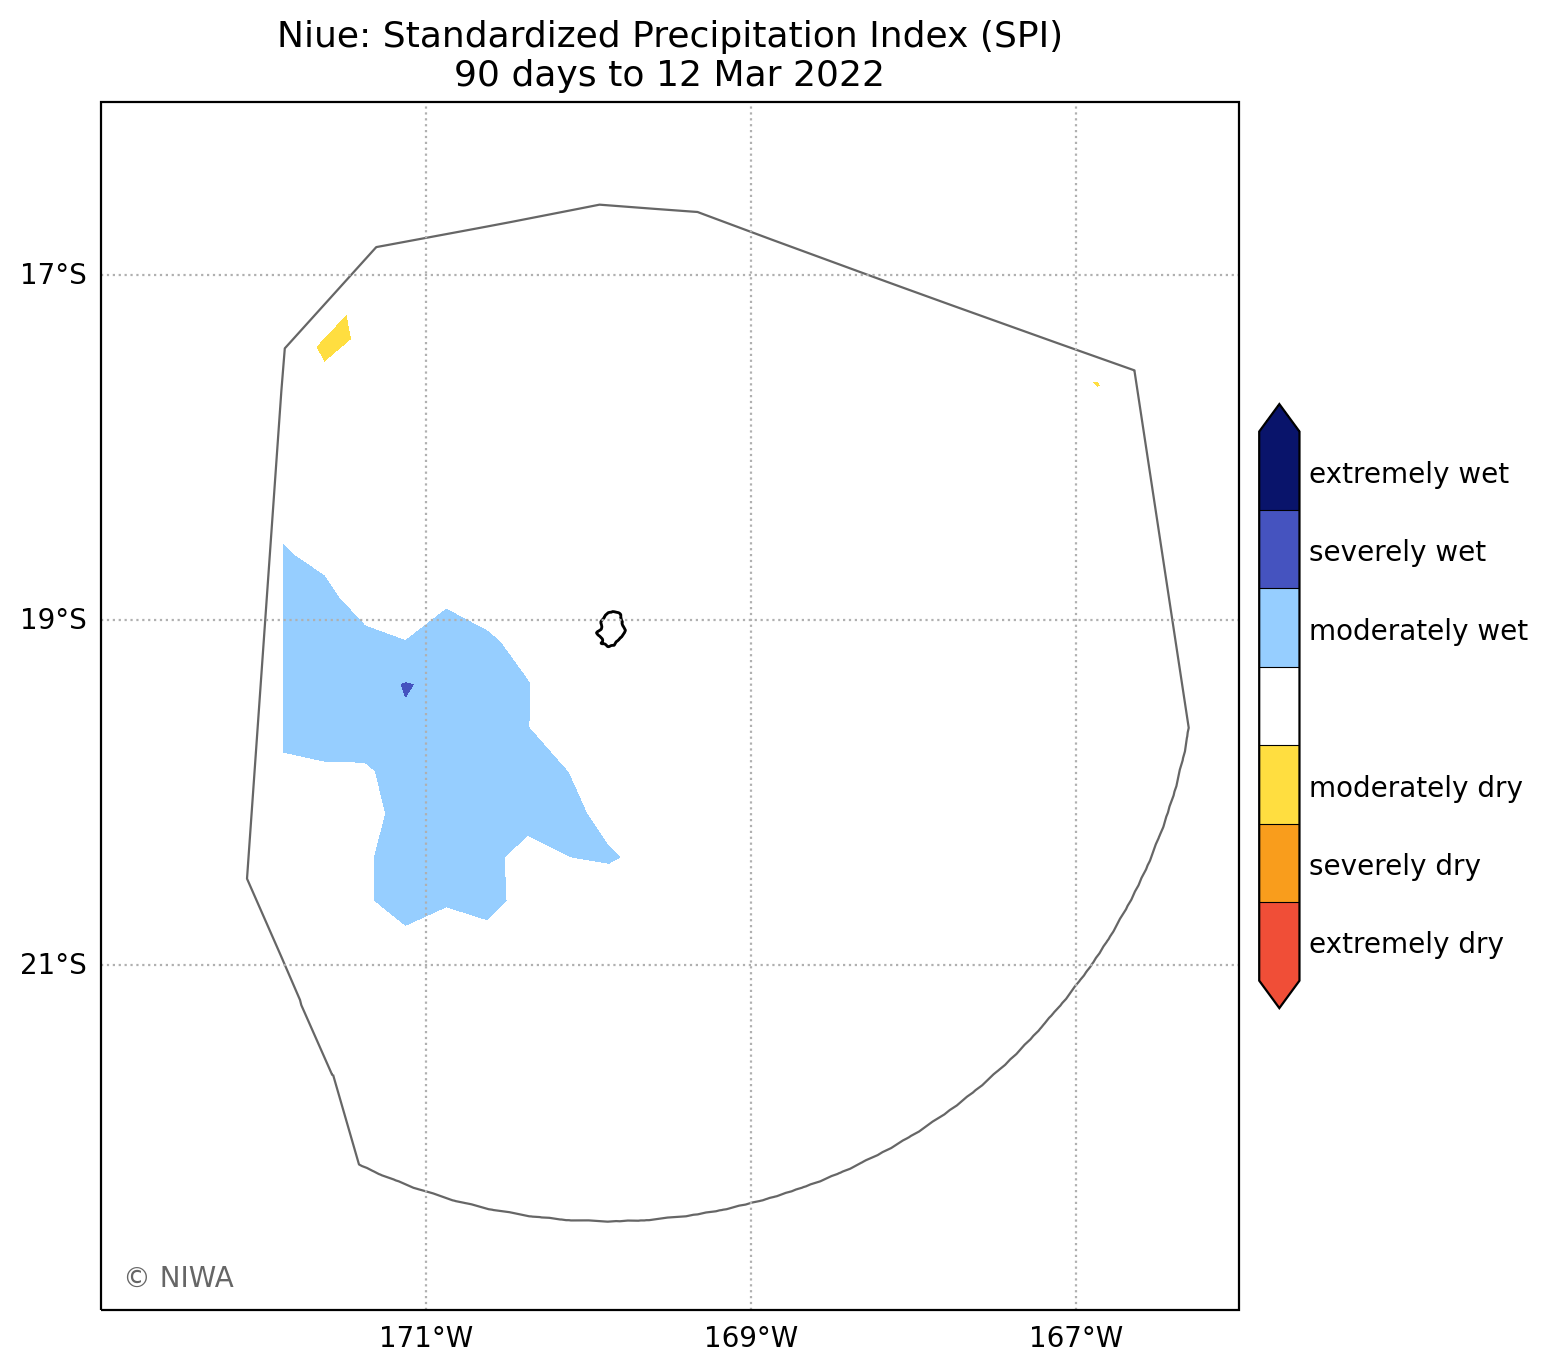 Niue: Standardized Precipitation Index (SPI)
90 days to 12 Mar 2022
17°S
19°S
21°S
171°W
169°W
167°W
extremely wet
severely wet
moderately wet
moderately dry
severely dry
extremely dry
© NIWA